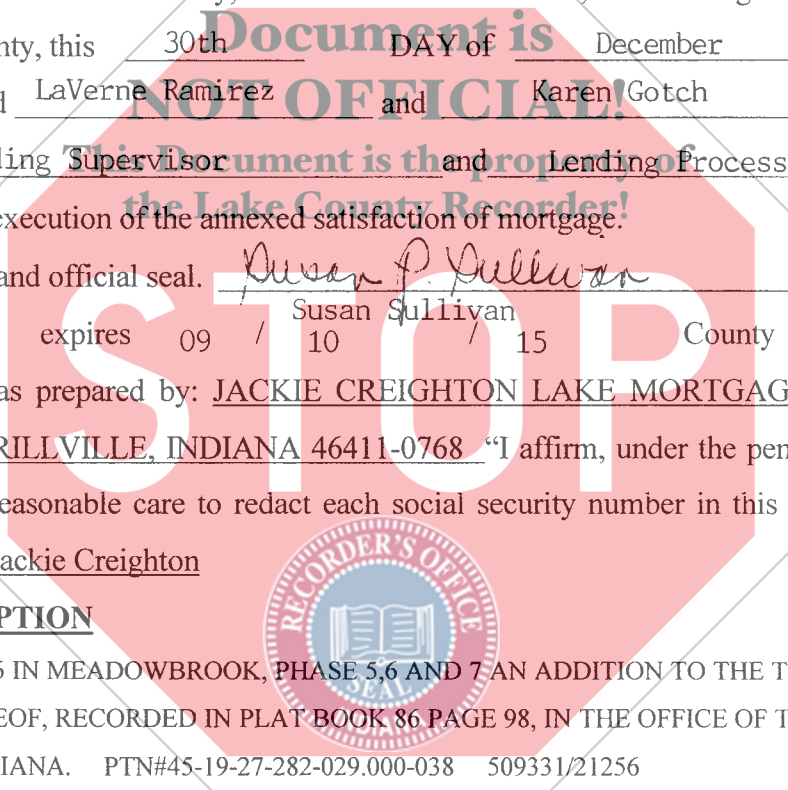 Document is
nty, this 30th DAY of December
NOT OFFICIAL!
LaVerne Ramirez and Karen Gotch
This Document is the property of
ling Supervisor and Lending Process
the Lake County Recorder!
execution of the annexed satisfaction of mortgage.
and official seal. Susan P. Sullivan
Susan Sullivan
expires 09 / 10 / 15 County
STOP
as prepared by: JACKIE CREIGHTON LAKE MORTGAG
RILLVILLE, INDIANA 46411-0768 “I affirm, under the pen
easonable care to redact each social security number in this
ackie Creighton
RECORDER'S OFFICE
SEAL
INDIANA
PTION
6 IN MEADOWBROOK, PHASE 5,6 AND 7 AN ADDITION TO THE T
EOF, RECORDED IN PLAT BOOK 86 PAGE 98, IN THE OFFICE OF T
IANA. PTN#45-19-27-282-029.000-038 509331/21256